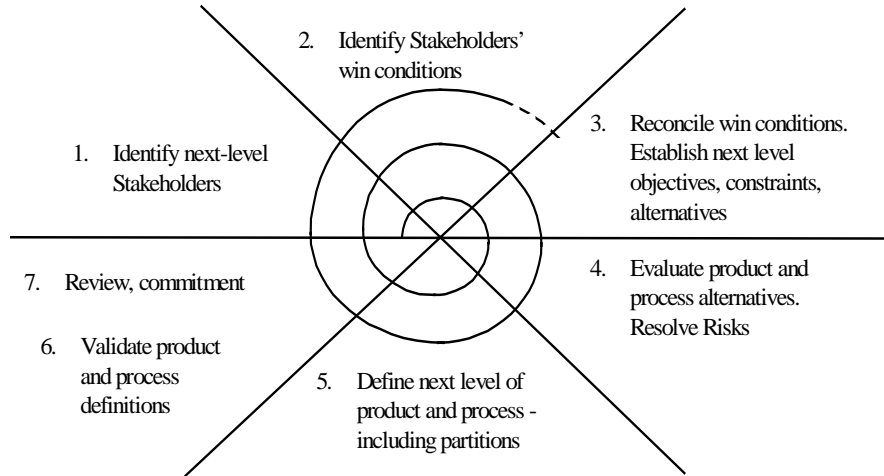 2. Identify Stakeholders’
win conditions
1. Identify next-level
Stakeholders
3. Reconcile win conditions.
Establish next level
objectives, constraints,
alternatives
7. Review, commitment
4. Evaluate product and
process alternatives.
Resolve Risks
6. Validate product
and process
definitions
5. Define next level of
product and process -
including partitions